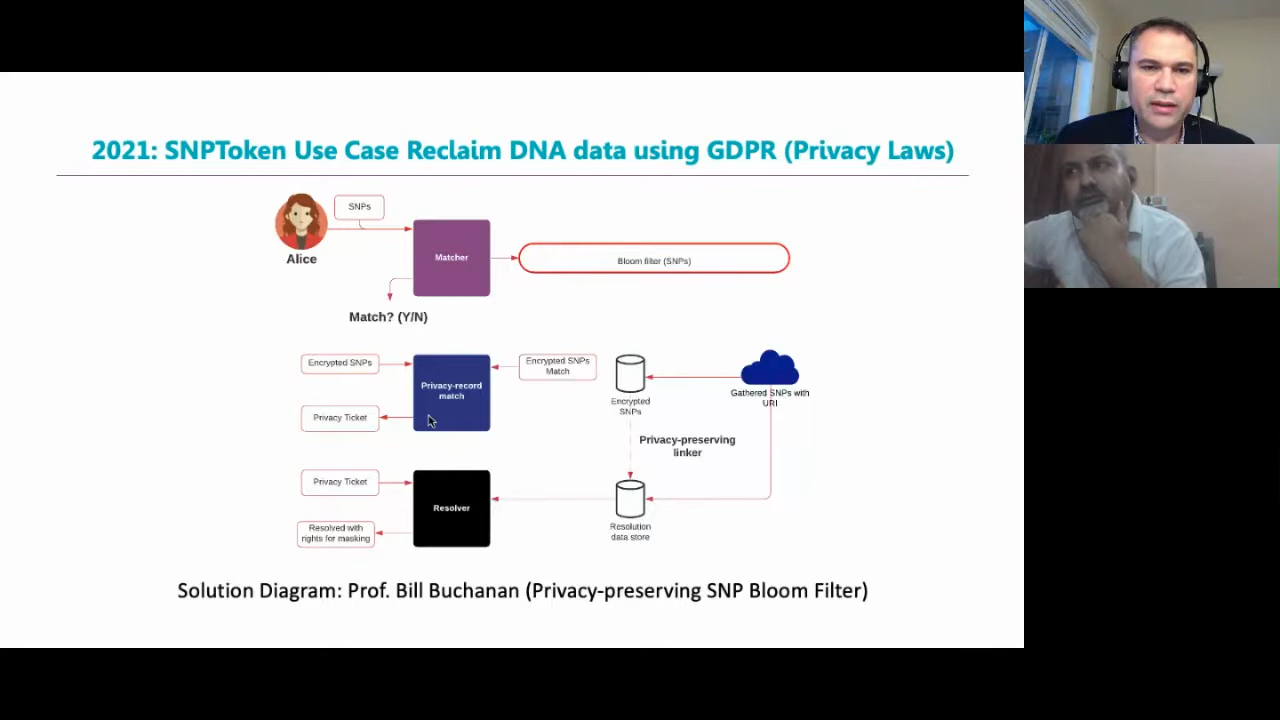 2021: SNPToken Use Case Reclaim DNA data using GDPR (Privacy Laws)
SNPs
Alice
Matcher
Bloom filter (SNPs)
Match? (Y/N)
Encrypted SNPs
Privacy-record
match
Encrypted SNPs
Match
Privacy Ticket
Encrypted
SNPs
Gathered SNPs with
URI
Privacy-preserving
linker
Privacy Ticket
Resolver
Resolved with
rights for masking
Resolution
data store
Solution Diagram: Prof. Bill Buchanan (Privacy-preserving SNP Bloom Filter)